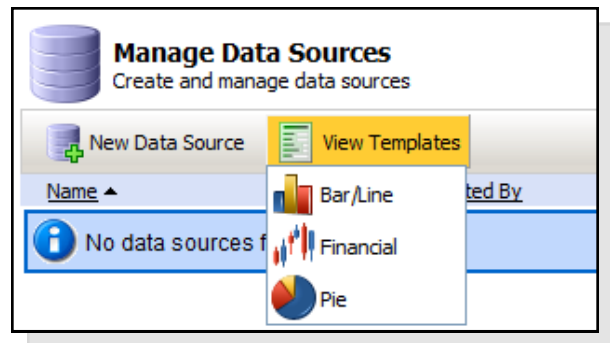 Manage Data Sources
Create and manage data sources
New Data Source View Templates
Name ted By
Bar/Line
No data sources f
Financial
Pie